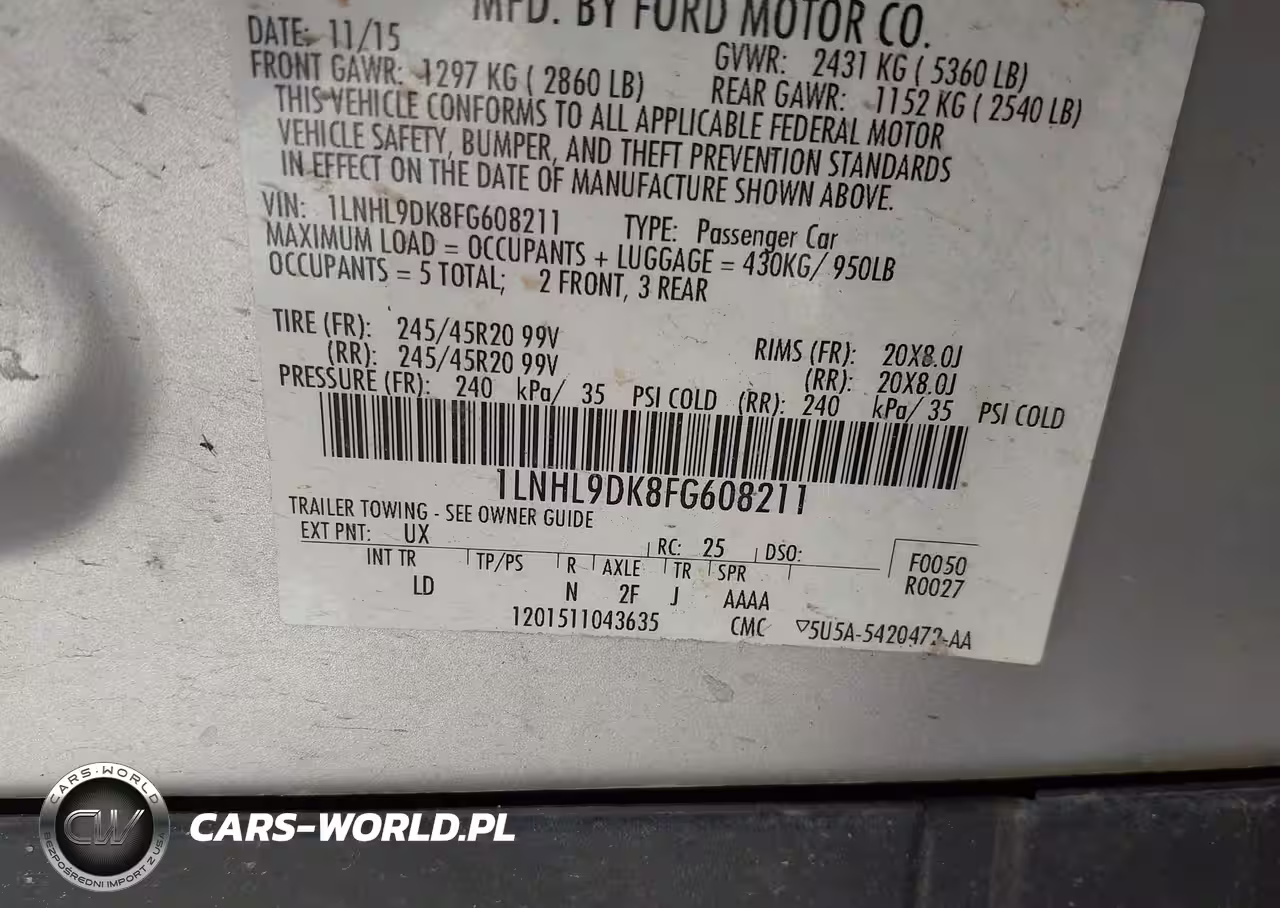 MFD. BY FORD MOTOR CO.
DATE: 11/15
GVWR: 2431 KG ( 5360 LB)
FRONT GAWR: 1297 KG ( 2860 LB)
REAR GAWR: 1152 KG ( 2540 LB)
THIS VEHICLE CONFORMS TO ALL APPLICABLE FEDERAL MOTOR
VEHICLE SAFETY, BUMPER, AND THEFT PREVENTION STANDARDS
IN EFFECT ON THE DATE OF MANUFACTURE SHOWN ABOVE.
VIN: 1LNHL9DK8FG608211 TYPE: Passenger Car
MAXIMUM LOAD = OCCUPANTS + LUGGAGE = 430KG/ 950LB
OCCUPANTS = 5 TOTAL; 2 FRONT, 3 REAR
TIRE (FR): 245/45R20 99V RIMS (FR): 20X8.0J
(RR): 245/45R20 99V (RR): 20X8.0J
PRESSURE (FR): 240 kPa/ 35 PSI COLD (RR): 240 kPa/ 35 PSI COLD
1LNHL9DK8FG608211
TRAILER TOWING - SEE OWNER GUIDE
EXT PNT: UX RC: 25 DSO:
INT TR TP/PS R AXLE TR SPR
LD N 2F J AAAA
F0050
R0027
1201511043635 CMC ▽5U5A-5420472-AA
CARS-WORLD
CW
BEZPOŚREDNI IMPORT Z USA
CARS-WORLD.PL